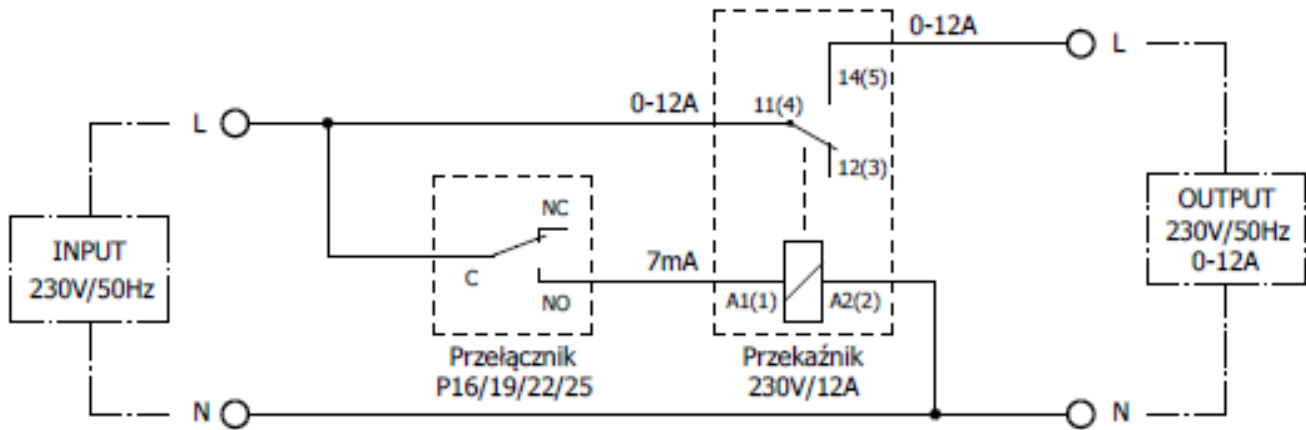 0-12A
L
14(5)
0-12A
11(4)
L
12(3)
INPUT
230V/50Hz
NC
C
NO
7mA
A1(1)
A2(2)
OUTPUT
230V/50Hz
0-12A
Przełącznik
P16/19/22/25
Przekaźnik
230V/12A
N
N